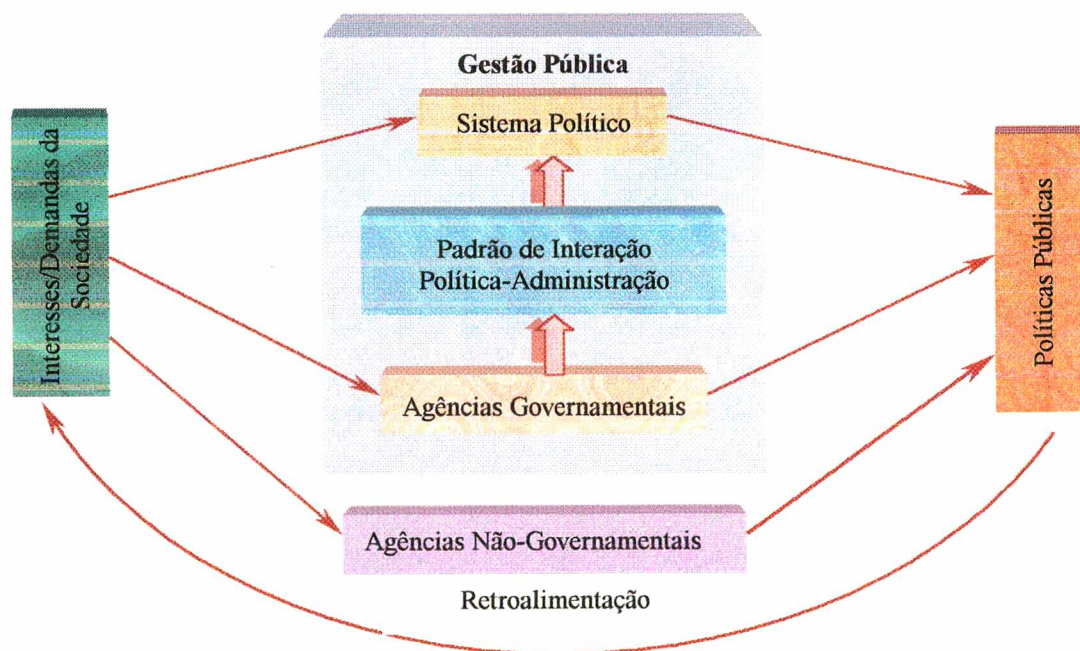 Gestão Pública
Sistema Político
Padrão de Interação
Política-Administração
Agências Governamentais
Agências Não-Governamentais
Retroalimentação
Interesses/Demandas da
Sociedade
Políticas Públicas